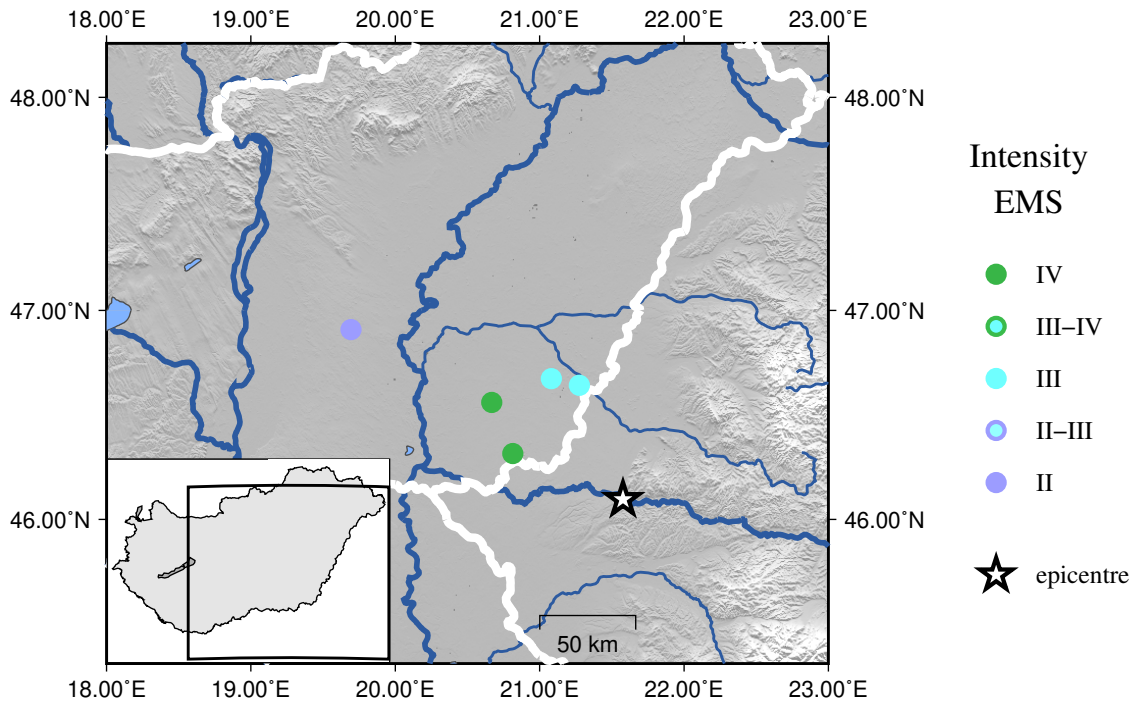 18.00˚E 19.00˚E 20.00˚E 21.00˚E 22.00˚E 23.00˚E
48.00˚N 48.00˚N
47.00˚N 47.00˚N
46.00˚N 46.00˚N
50 km
18.00˚E 19.00˚E 20.00˚E 21.00˚E 22.00˚E 23.00˚E
Intensity
EMS
IV
III–IV
III
II–III
II
epicentre